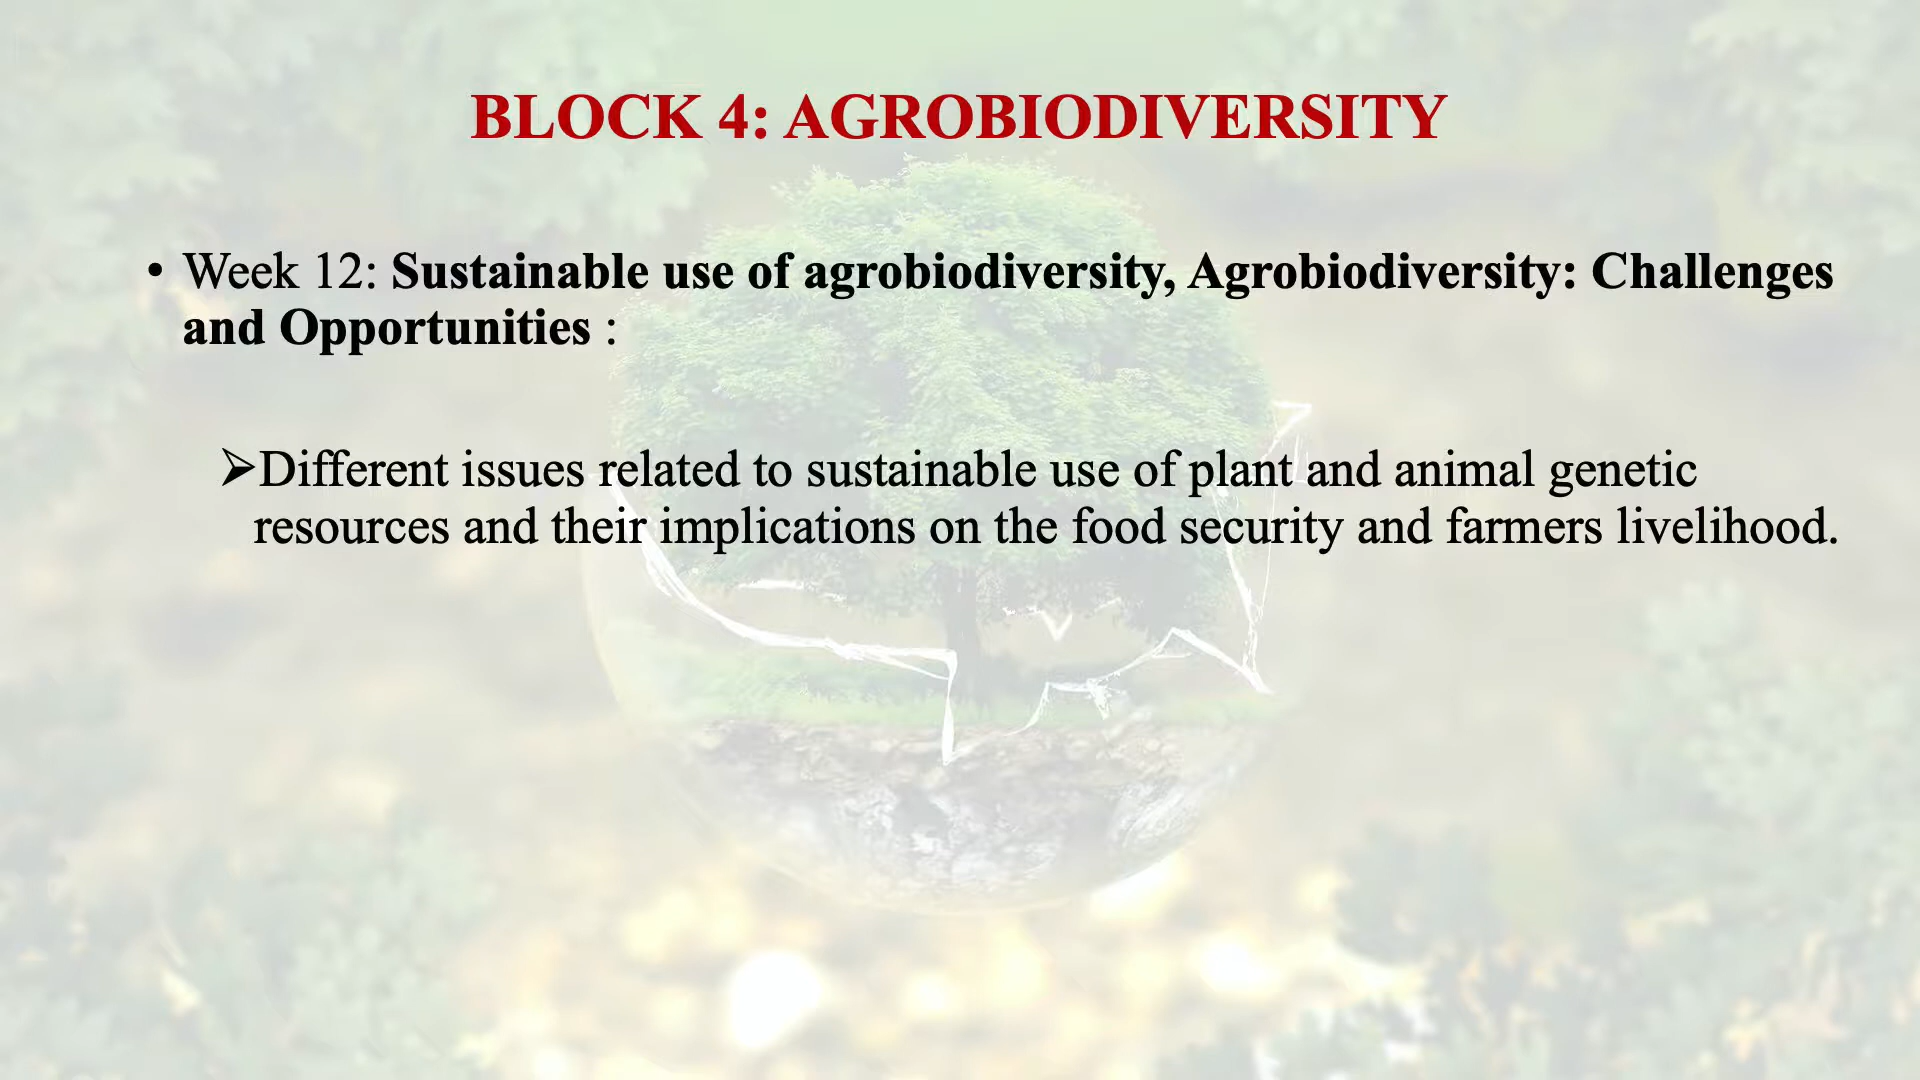 BLOCK 4: AGROBIODIVERSITY
• Week 12: Sustainable use of agrobiodiversity, Agrobiodiversity: Challenges
and Opportunities :
➢Different issues related to sustainable use of plant and animal genetic
resources and their implications on the food security and farmers livelihood.